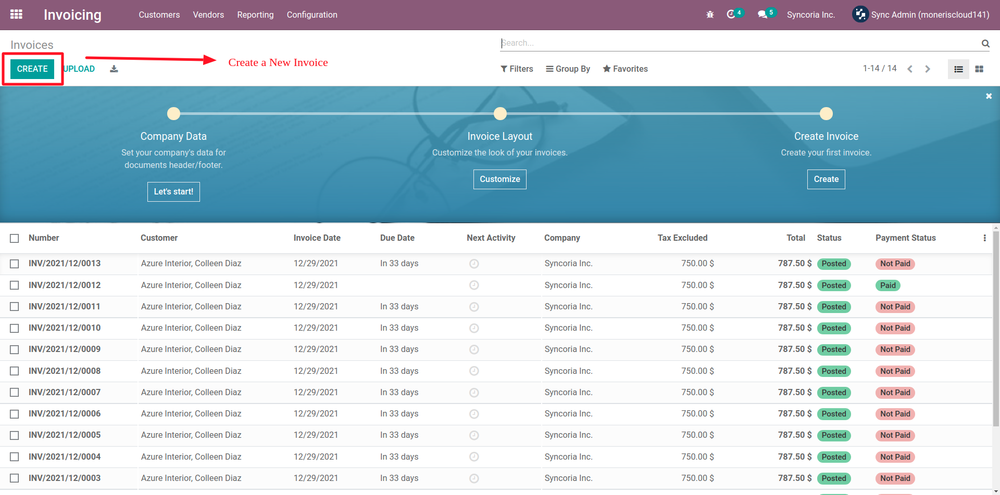 Invoicing Customers Vendors Reporting Configuration 4 5 Syncoria Inc. Sync Admin (moneriscloud141)
Invoices
Search...
CREATE UPLOAD
Create a New Invoice
Filters Group By Favorites 1-14 / 14
Company Data
Set your company's data for
documents header/footer.
Let's start!
Invoice Layout
Customize the look of your invoices.
Customize
Create Invoice
Create your first invoice.
Create
Number Customer Invoice Date Due Date Next Activity Company Tax Excluded Total Status Payment Status
INV/2021/12/0013 Azure Interior, Colleen Diaz 12/29/2021 In 33 days Syncoria Inc. 750.00 $ 787.50 $ Posted Not Paid
INV/2021/12/0012 Azure Interior, Colleen Diaz 12/29/2021 Syncoria Inc. 750.00 $ 787.50 $ Posted Paid
INV/2021/12/0011 Azure Interior, Colleen Diaz 12/29/2021 In 33 days Syncoria Inc. 750.00 $ 787.50 $ Posted Not Paid
INV/2021/12/0010 Azure Interior, Colleen Diaz 12/29/2021 In 33 days Syncoria Inc. 750.00 $ 787.50 $ Posted Not Paid
INV/2021/12/0009 Azure Interior, Colleen Diaz 12/29/2021 In 33 days Syncoria Inc. 750.00 $ 787.50 $ Posted Not Paid
INV/2021/12/0008 Azure Interior, Colleen Diaz 12/29/2021 In 33 days Syncoria Inc. 750.00 $ 787.50 $ Posted Not Paid
INV/2021/12/0007 Azure Interior, Colleen Diaz 12/29/2021 In 33 days Syncoria Inc. 750.00 $ 787.50 $ Posted Not Paid
INV/2021/12/0006 Azure Interior, Colleen Diaz 12/29/2021 In 33 days Syncoria Inc. 750.00 $ 787.50 $ Posted Not Paid
INV/2021/12/0005 Azure Interior, Colleen Diaz 12/29/2021 In 33 days Syncoria Inc. 750.00 $ 787.50 $ Posted Not Paid
INV/2021/12/0004 Azure Interior, Colleen Diaz 12/29/2021 In 33 days Syncoria Inc. 750.00 $ 787.50 $ Posted Not Paid
INV/2021/12/0003 Azure Interior, Colleen Diaz 12/29/2021 In 33 days Syncoria Inc. 750.00 $ 787.50 $ Posted Not Paid